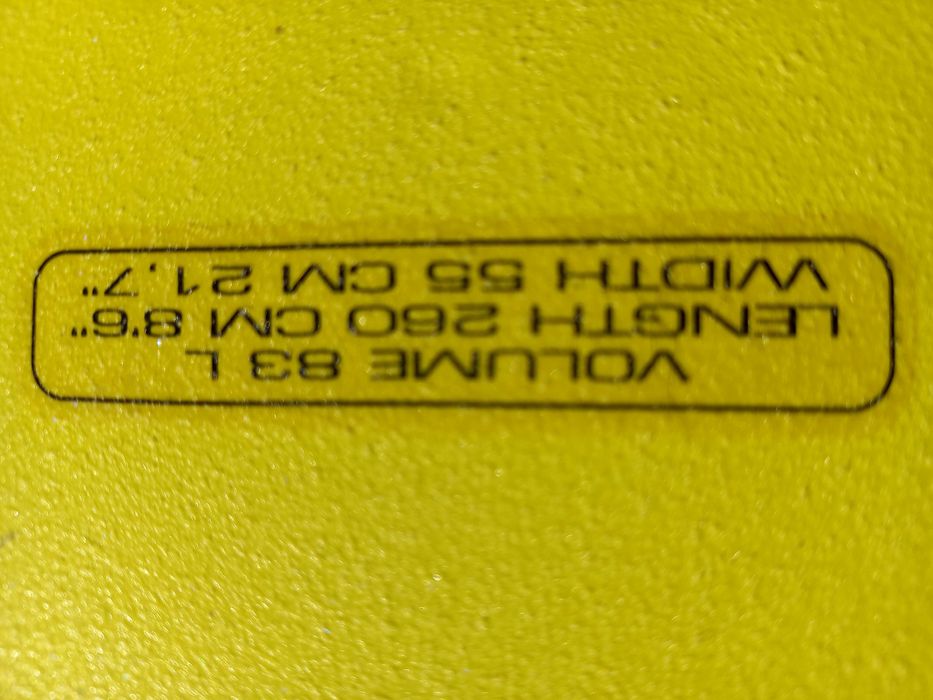 VOLUME 83 L
LENGTH 260 CM 8'6"
WIDTH 55 CM 21.7"